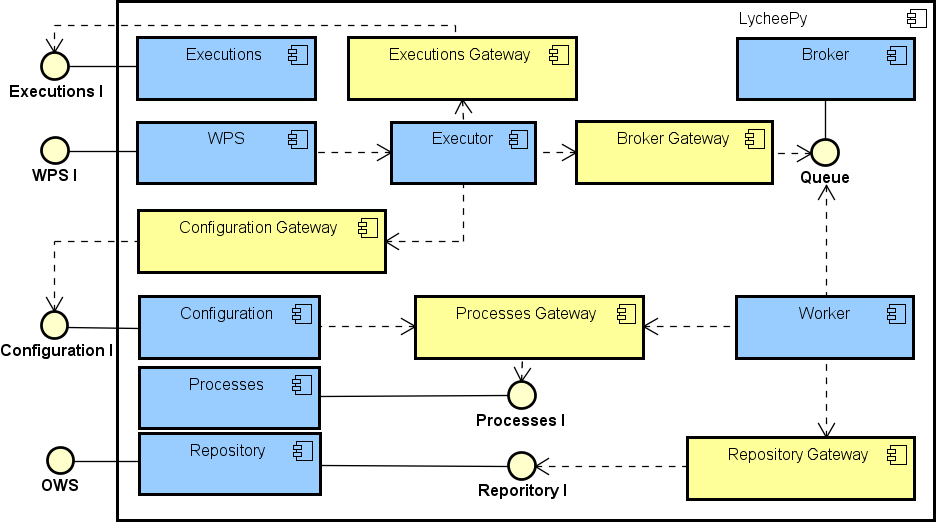 LycheePy
Executions
Executions Gateway
Broker
Executions I
WPS
Executor
Broker Gateway
WPS I
Queue
Configuration Gateway
Configuration
Processes Gateway
Worker
Configuration I
Processes
Processes I
Repository
Repository Gateway
OWS
Reporitory I